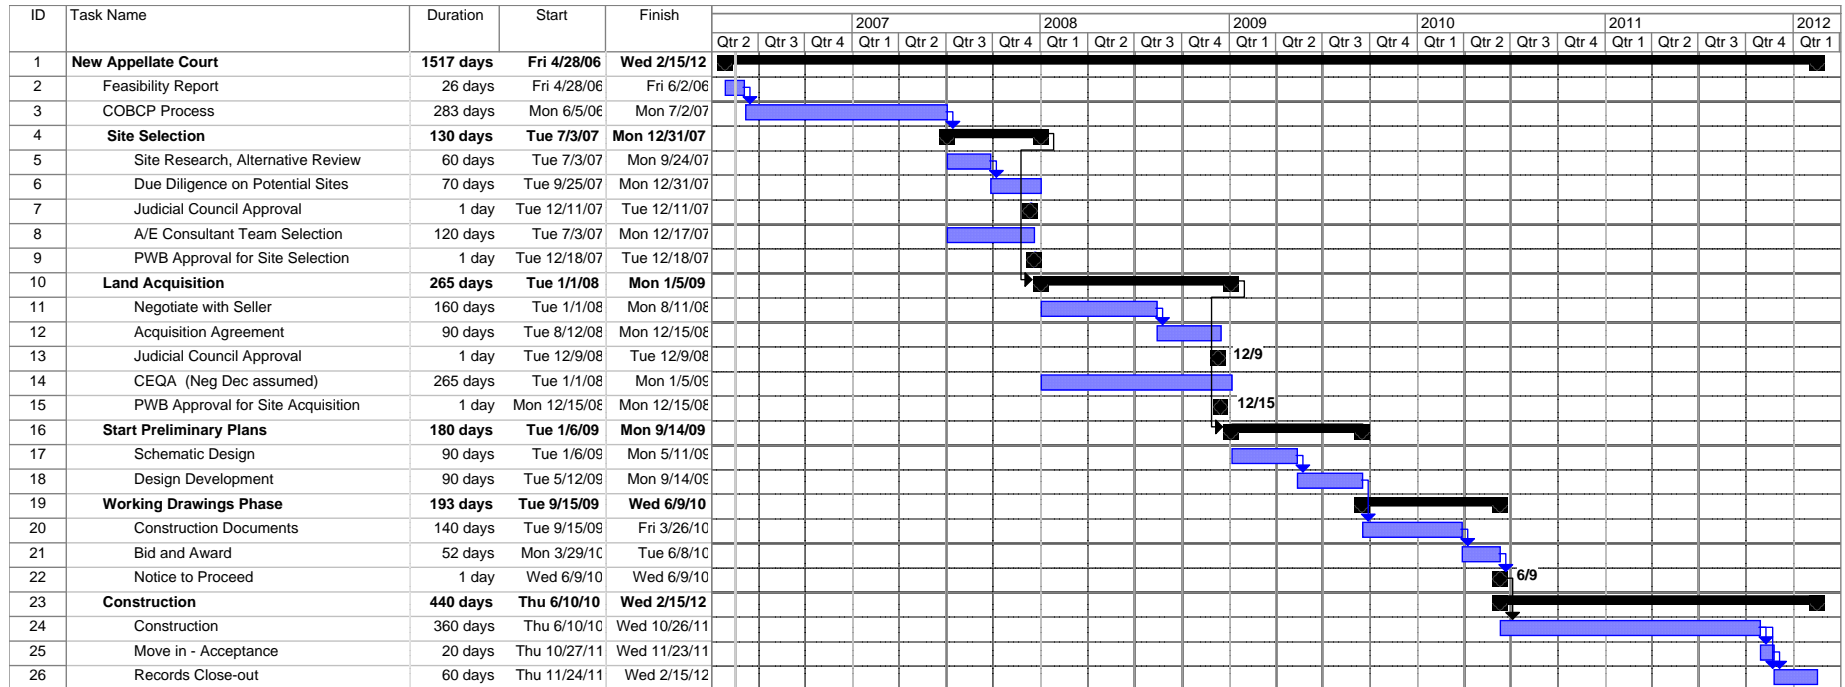 ID Task Name Duration Start Finish
2007 2008 2009 2010 2011 2012
Qtr 2 Qtr 3 Qtr 4 Qtr 1 Qtr 2 Qtr 3 Qtr 4 Qtr 1 Qtr 2 Qtr 3 Qtr 4 Qtr 1 Qtr 2 Qtr 3 Qtr 4 Qtr 1 Qtr 2 Qtr 3 Qtr 4 Qtr 1 Qtr 2 Qtr 3 Qtr 4 Qtr 1
1 New Appellate Court 1517 days Fri 4/28/06 Wed 2/15/12
2 Feasibility Report 26 days Fri 4/28/06 Fri 6/2/06
3 COBCP Process 283 days Mon 6/5/06 Mon 7/2/07
4 Site Selection 130 days Tue 7/3/07 Mon 12/31/07
5 Site Research, Alternative Review 60 days Tue 7/3/07 Mon 9/24/07
6 Due Diligence on Potential Sites 70 days Tue 9/25/07 Mon 12/31/07
7 Judicial Council Approval 1 day Tue 12/11/07 Tue 12/11/07
8 A/E Consultant Team Selection 120 days Tue 7/3/07 Mon 12/17/07
9 PWB Approval for Site Selection 1 day Tue 12/18/07 Tue 12/18/07
10 Land Acquisition 265 days Tue 1/1/08 Mon 1/5/09
11 Negotiate with Seller 160 days Tue 1/1/08 Mon 8/11/08
12 Acquisition Agreement 90 days Tue 8/12/08 Mon 12/15/08
13 Judicial Council Approval 1 day Tue 12/9/08 Tue 12/9/08 12/9
14 CEQA (Neg Dec assumed) 265 days Tue 1/1/08 Mon 1/5/09
15 PWB Approval for Site Acquisition 1 day Mon 12/15/08 Mon 12/15/08 12/15
16 Start Preliminary Plans 180 days Tue 1/6/09 Mon 9/14/09
17 Schematic Design 90 days Tue 1/6/09 Mon 5/11/09
18 Design Development 90 days Tue 5/12/09 Mon 9/14/09
19 Working Drawings Phase 193 days Tue 9/15/09 Wed 6/9/10
20 Construction Documents 140 days Tue 9/15/09 Fri 3/26/10
21 Bid and Award 52 days Mon 3/29/10 Tue 6/8/10
22 Notice to Proceed 1 day Wed 6/9/10 Wed 6/9/10 6/9
23 Construction 440 days Thu 6/10/10 Wed 2/15/12
24 Construction 360 days Thu 6/10/10 Wed 10/26/11
25 Move in - Acceptance 20 days Thu 10/27/11 Wed 11/23/11
26 Records Close-out 60 days Thu 11/24/11 Wed 2/15/12